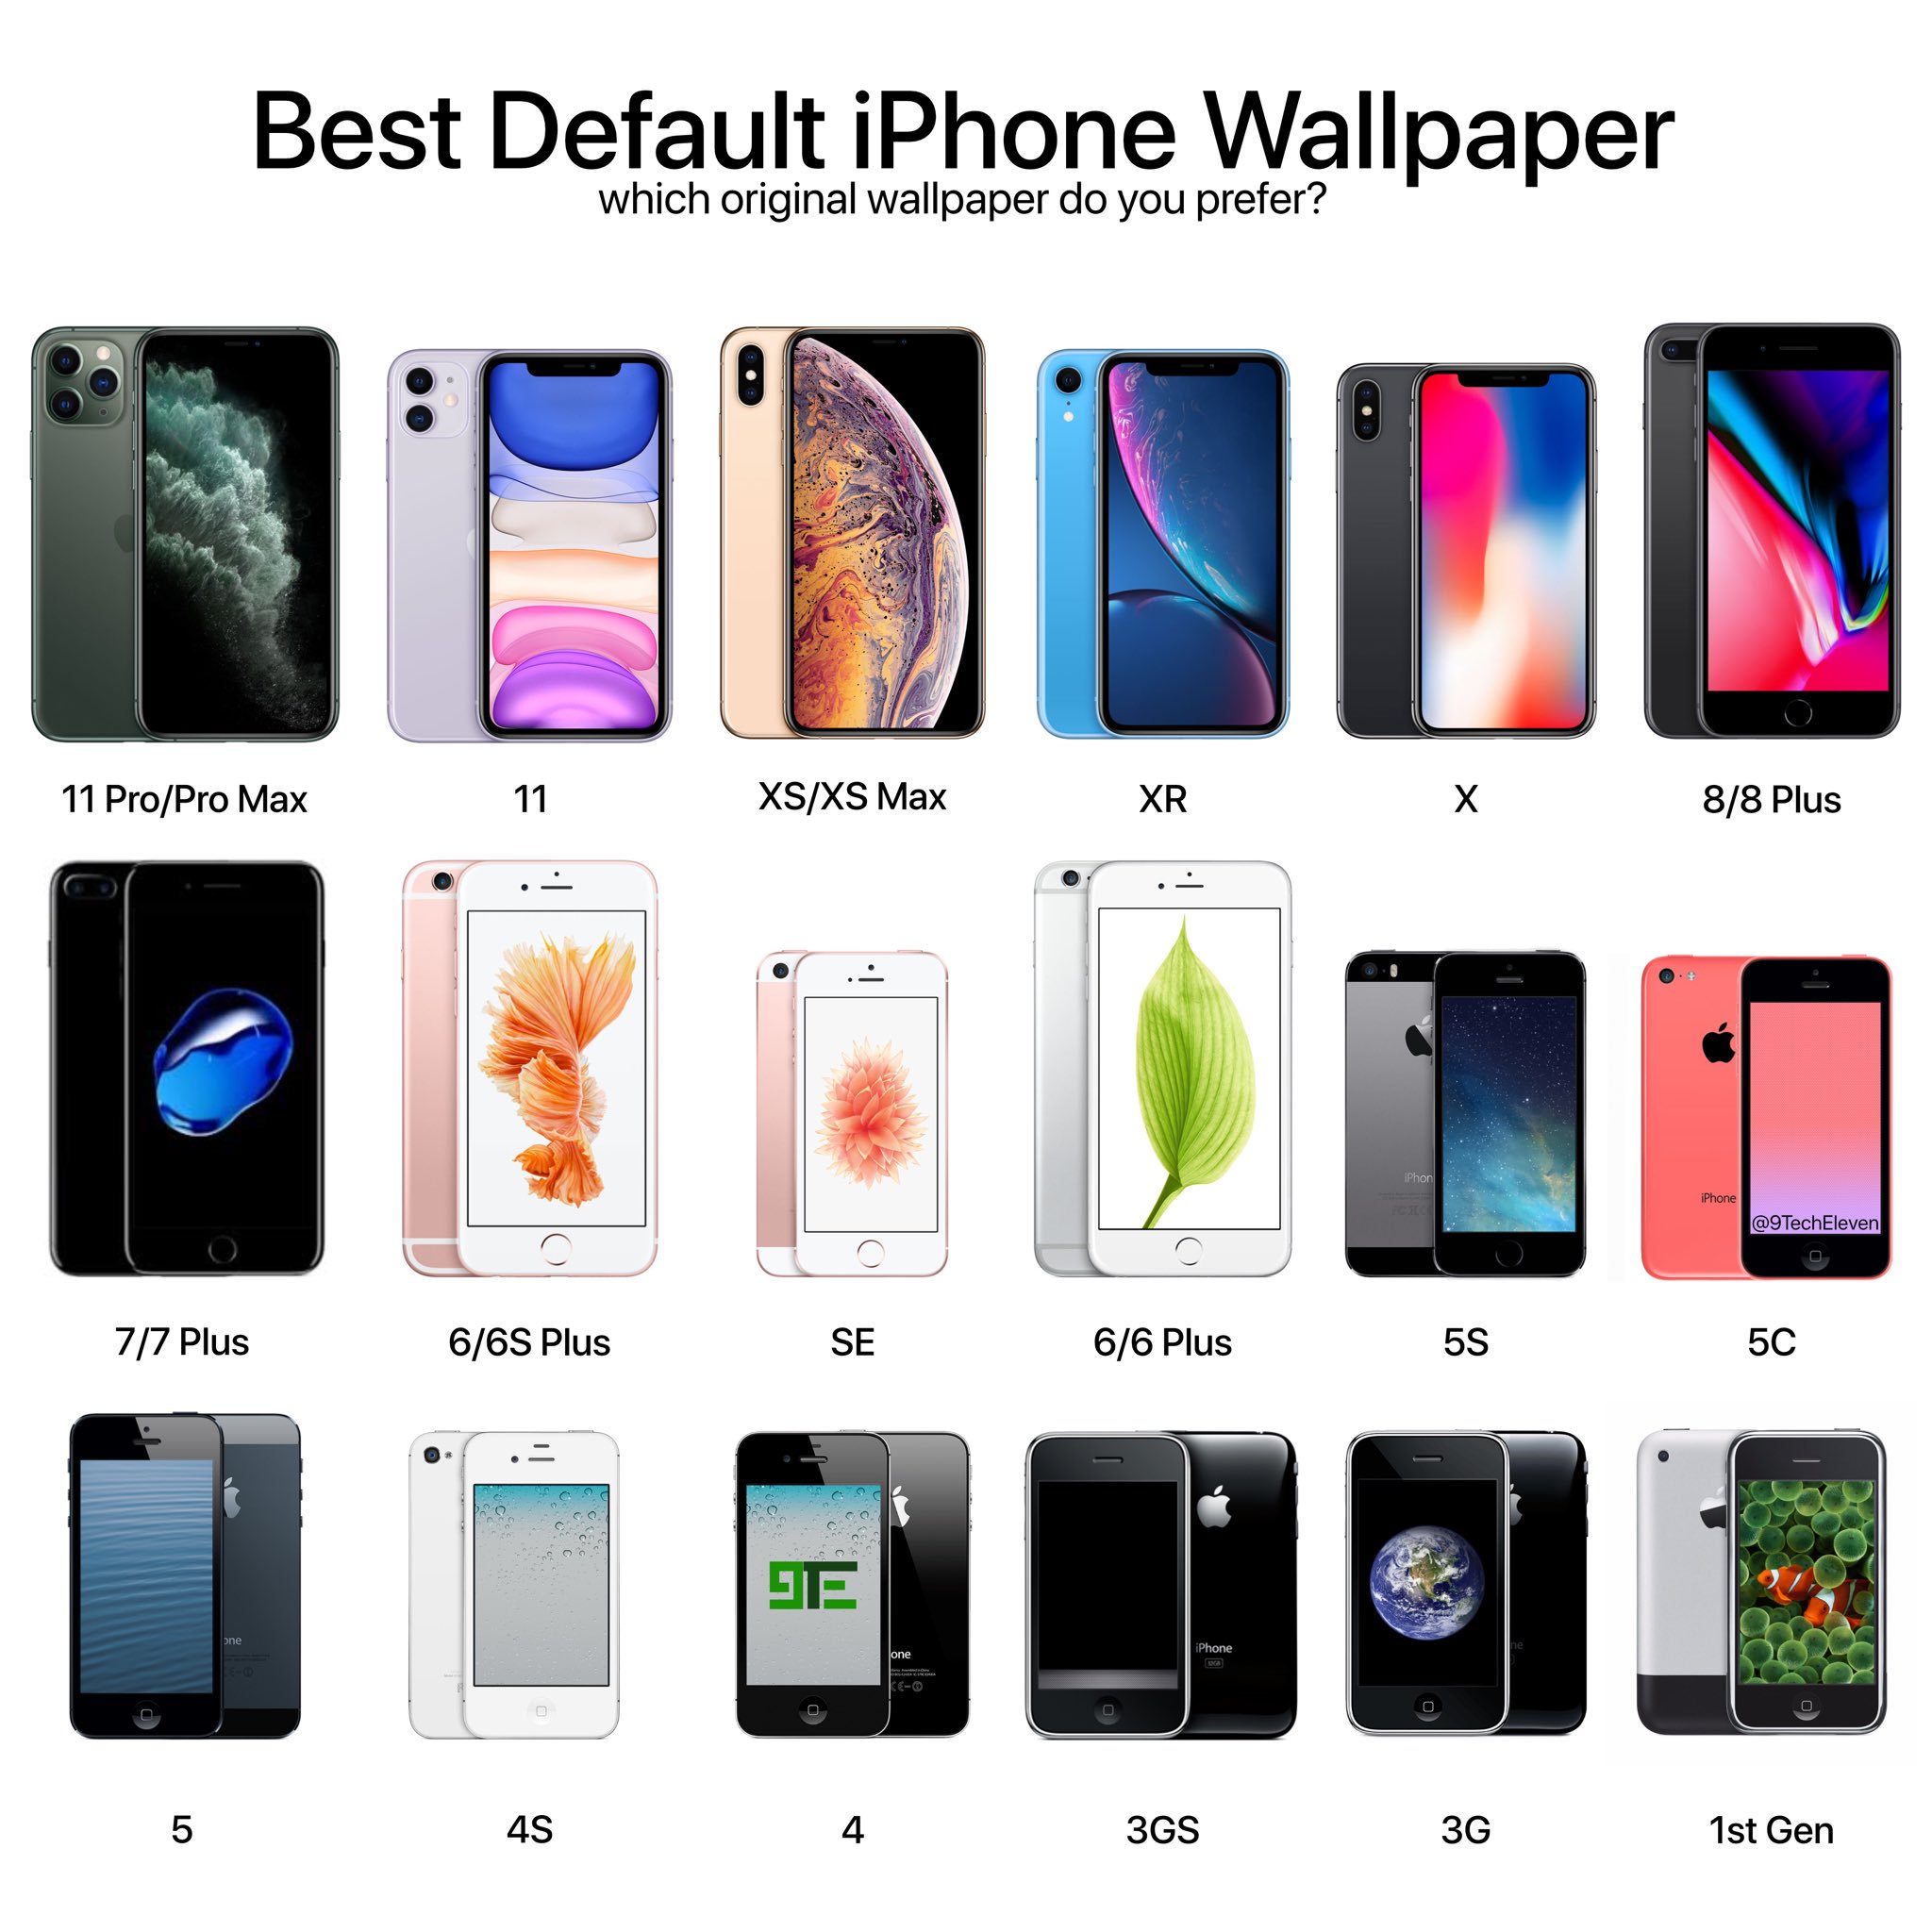 Best Default iPhone Wallpaper
which original wallpaper do you prefer?
11 Pro/Pro Max
11
XS/XS Max
XR
X
8/8 Plus
iPhone
iPhone
@9TechEleven
7/7 Plus
6/6S Plus
SE
6/6 Plus
5S
5C
9TE
one
one
iPhone
32GB
ne
5
4S
4
3GS
3G
1st Gen